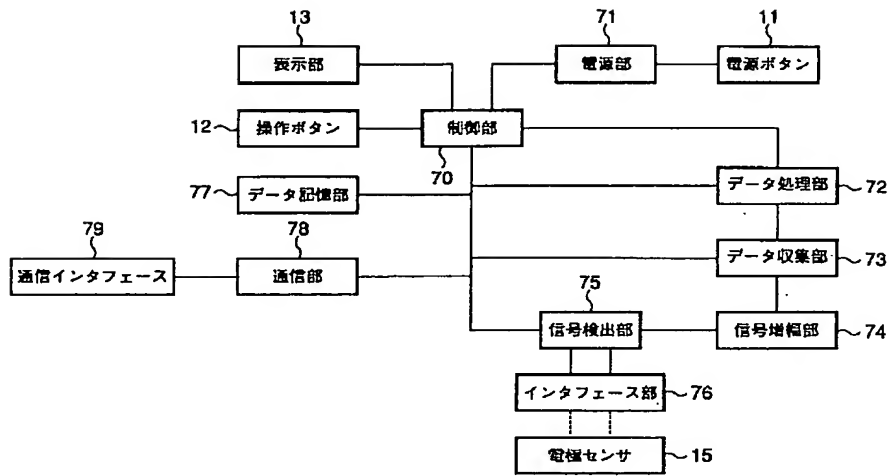 13
表示部
71
電源部
11
電源ボタン
12
操作ボタン
制御部
70
77
データ記憶部
データ処理部
72
79
通信インタフェース
78
通信部
データ収集部
73
75
信号検出部
信号増幅部
74
インタフェース部
76
電極センサ
15